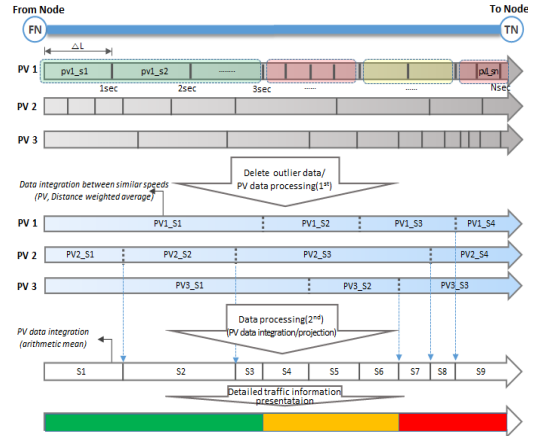 From Node
To Node
FN
TN
△L
PV 1
pv1_s1
pv1_s2
........
1sec
2sec
3sec
......
......
Nsec
PV 2
PV 3
Delete outlier data/
PV data processing(1st)
Data integration between similar speeds
(PV, Distance weighted average)
PV 1
PV1_S1
PV1_S2
PV1_S3
PV1_S4
PV 2
PV2_S1
PV2_S2
PV2_S3
PV2_S4
PV 3
PV3_S1
PV3_S2
PV3_S3
Data processing(2nd)
(PV data integration/projection)
PV data integration
(arithmetic mean)
S1
S2
S3
S4
S5
S6
S7
S8
S9
Detailed traffic information
presentataion